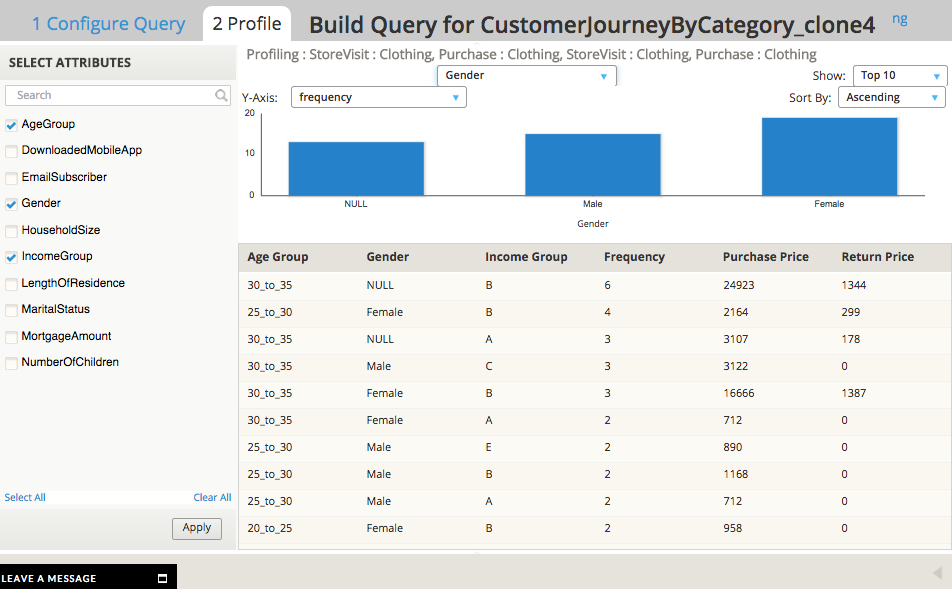 1 Configure Query
2 Profile
Build Query for CustomerJourneyByCategory_clone4
ng
SELECT ATTRIBUTES
Search
AgeGroup
DownloadedMobileApp
EmailSubscriber
Gender
HouseholdSize
IncomeGroup
LengthOfResidence
MaritalStatus
MortgageAmount
NumberOfChildren
Select All
Clear All
Apply
Profiling : StoreVisit : Clothing, Purchase : Clothing, StoreVisit : Clothing, Purchase : Clothing
Gender
Show: Top 10
Y-Axis: frequency
Sort By: Ascending
20
10
0
NULL Male Female
Gender
Age Group Gender Income Group Frequency Purchase Price Return Price
30_to_35 NULL B 6 24923 1344
25_to_30 Female B 4 2164 299
30_to_35 NULL A 3 3107 178
30_to_35 Male C 3 3122 0
30_to_35 Female B 3 16666 1387
30_to_35 Female A 2 712 0
25_to_30 Male E 2 890 0
25_to_30 Male B 2 1168 0
25_to_30 Male A 2 712 0
20_to_25 Female B 2 958 0
LEAVE A MESSAGE